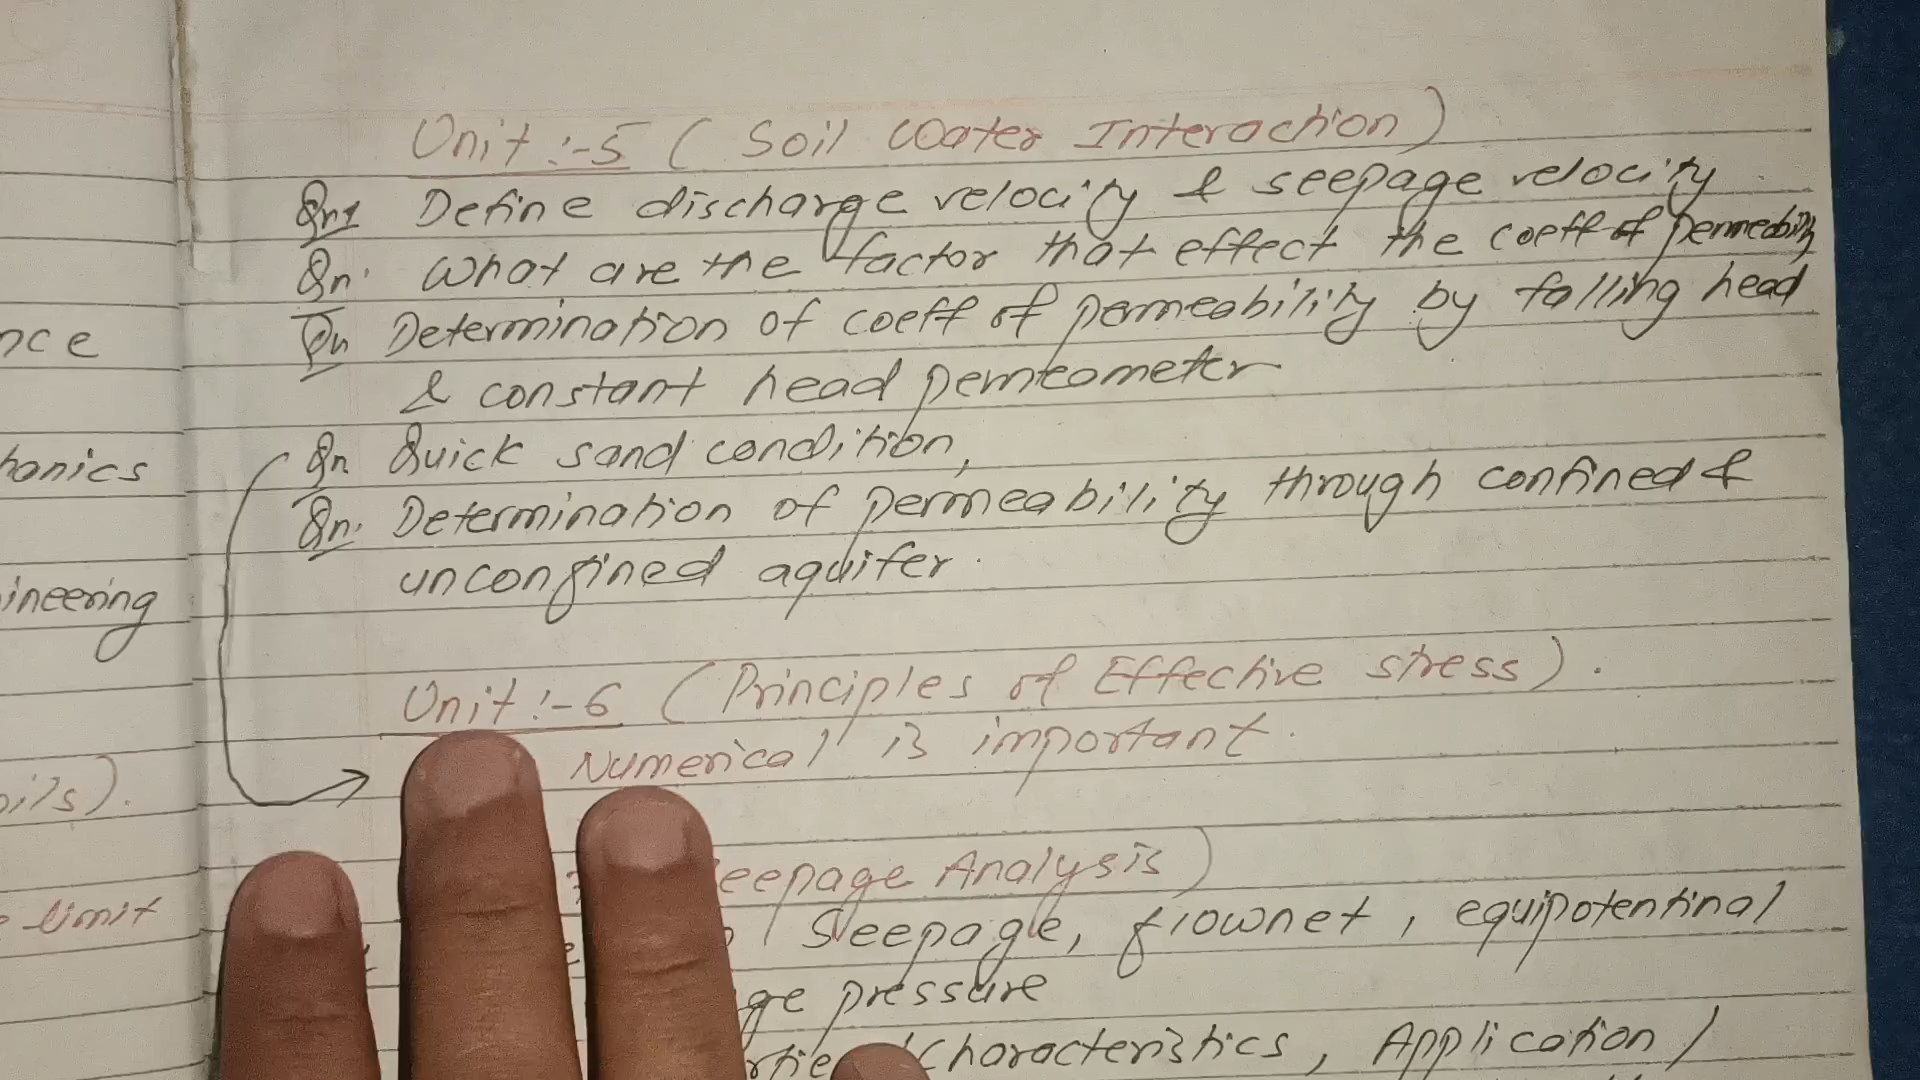 Unit :- 5 ( Soil Water Interaction )
Qn1 Define discharge velocity & seepage velocity
Qn. What are the factor that effect the coeff of permeability
Qn Determination of coeff of permeability by falling head
& constant head permeameter
Qn Quick sand condition,
Qn. Determination of permeability through confined &
unconfined aquifer.
Unit :- 6 ( Principles of Effective stress ).
Numerical is important.
eepage Analysis )
Seepage, flownet, equipotentinal
ge pressure
Characteristics, Application /
nce
hanics
ineering
oils).
limit